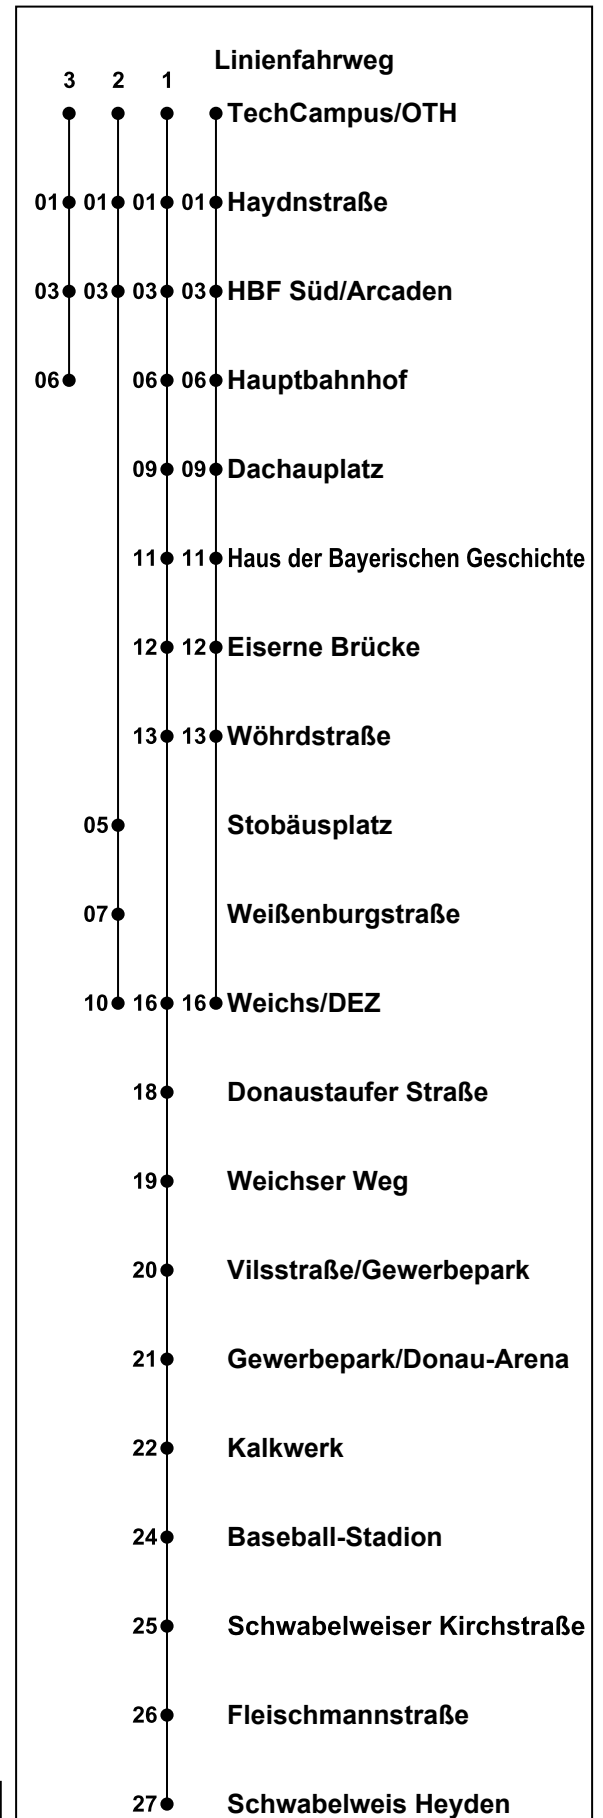 Linienfahrweg
3 2 1
TechCampus/OTH
01 01 01 01 Haydnstraße
03 03 03 03 HBF Süd/Arcaden
06 06 06 Hauptbahnhof
09 09 Dachauplatz
11 11 Haus der Bayerischen Geschichte
12 12 Eiserne Brücke
13 13 Wöhrdstraße
05 Stobäusplatz
07 Weißenburgstraße
10 16 16 Weichs/DEZ
18 Donaustaufer Straße
19 Weichser Weg
20 Vilsstraße/Gewerbepark
21 Gewerbepark/Donau-Arena
22 Kalkwerk
24 Baseball-Stadion
25 Schwabelweiser Kirchstraße
26 Fleischmannstraße
27 Schwabelweis Heyden